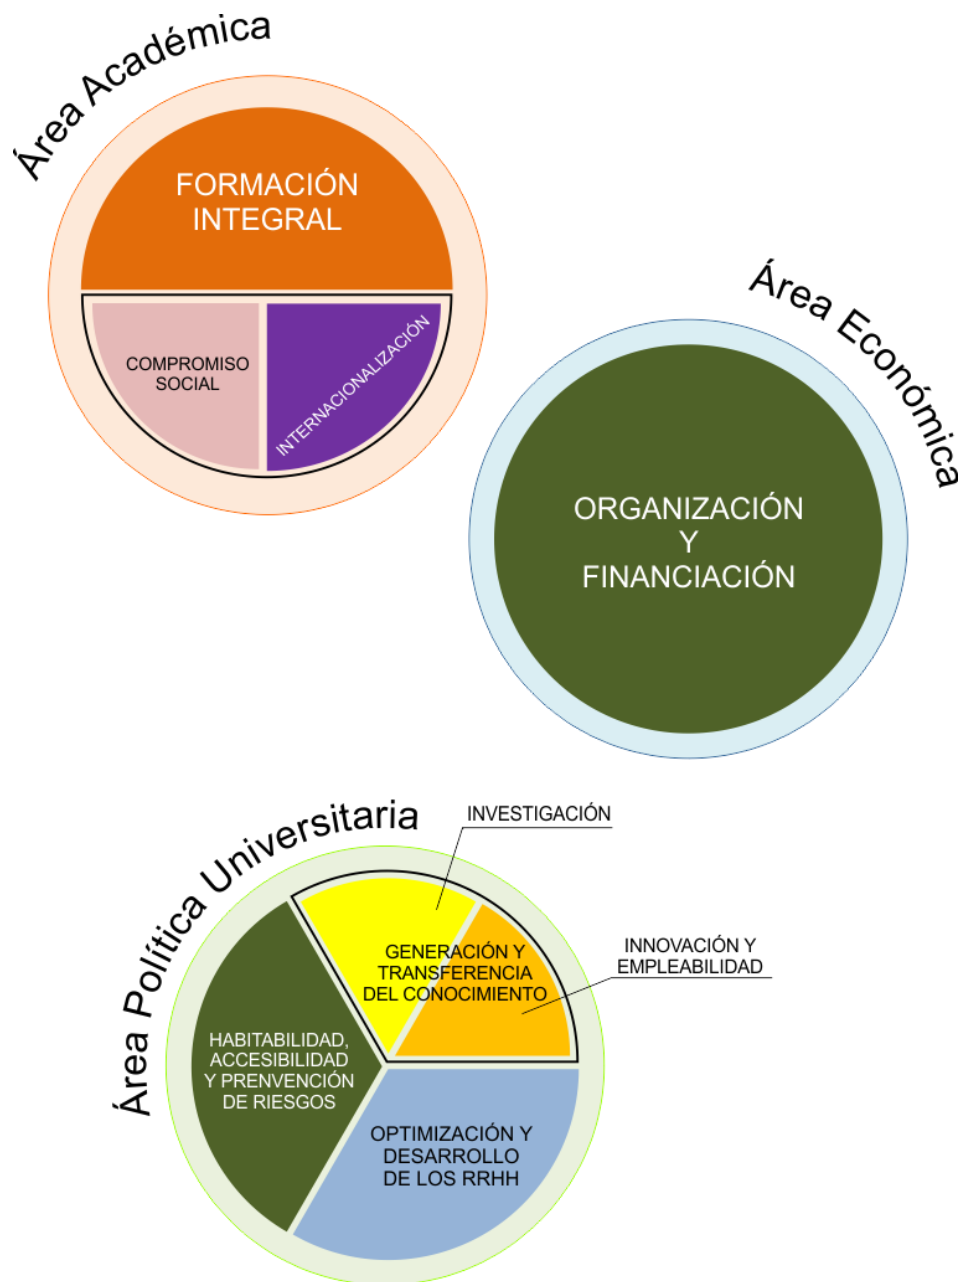 Área Académica
FORMACIÓN
INTEGRAL
COMPROMISO
SOCIAL
INTERNACIONALIZACIÓN
Área Económica
ORGANIZACIÓN
Y
FINANCIACIÓN
Área Política Universitaria
INVESTIGACIÓN
GENERACIÓN Y
TRANSFERENCIA
DEL CONOCIMIENTO
INNOVACIÓN Y
EMPLEABILIDAD
HABITABILIDAD,
ACCESIBILIDAD
Y PRENVENCIÓN
DE RIESGOS
OPTIMIZACIÓN Y
DESARROLLO
DE LOS RRHH